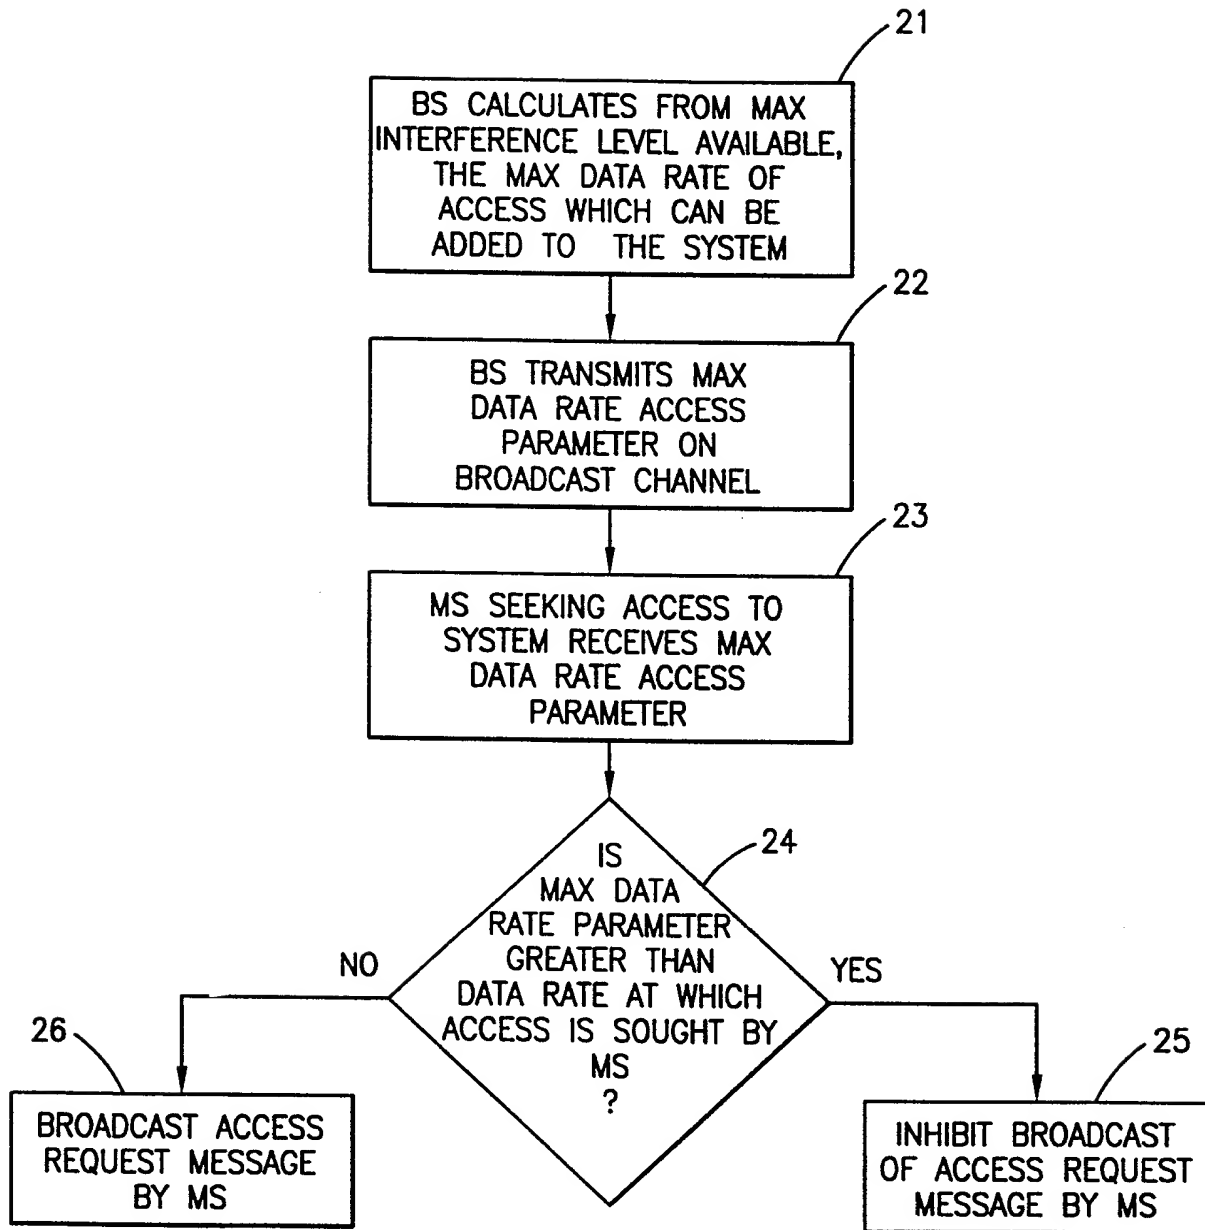 21
BS CALCULATES FROM MAX
INTERFERENCE LEVEL AVAILABLE,
THE MAX DATA RATE OF
ACCESS WHICH CAN BE
ADDED TO THE SYSTEM
22
BS TRANSMITS MAX
DATA RATE ACCESS
PARAMETER ON
BROADCAST CHANNEL
23
MS SEEKING ACCESS TO
SYSTEM RECEIVES MAX
DATA RATE ACCESS
PARAMETER
24
IS
MAX DATA
RATE PARAMETER
GREATER THAN
DATA RATE AT WHICH
ACCESS IS SOUGHT BY
MS
?
NO
YES
26
BROADCAST ACCESS
REQUEST MESSAGE
BY MS
25
INHIBIT BROADCAST
OF ACCESS REQUEST
MESSAGE BY MS